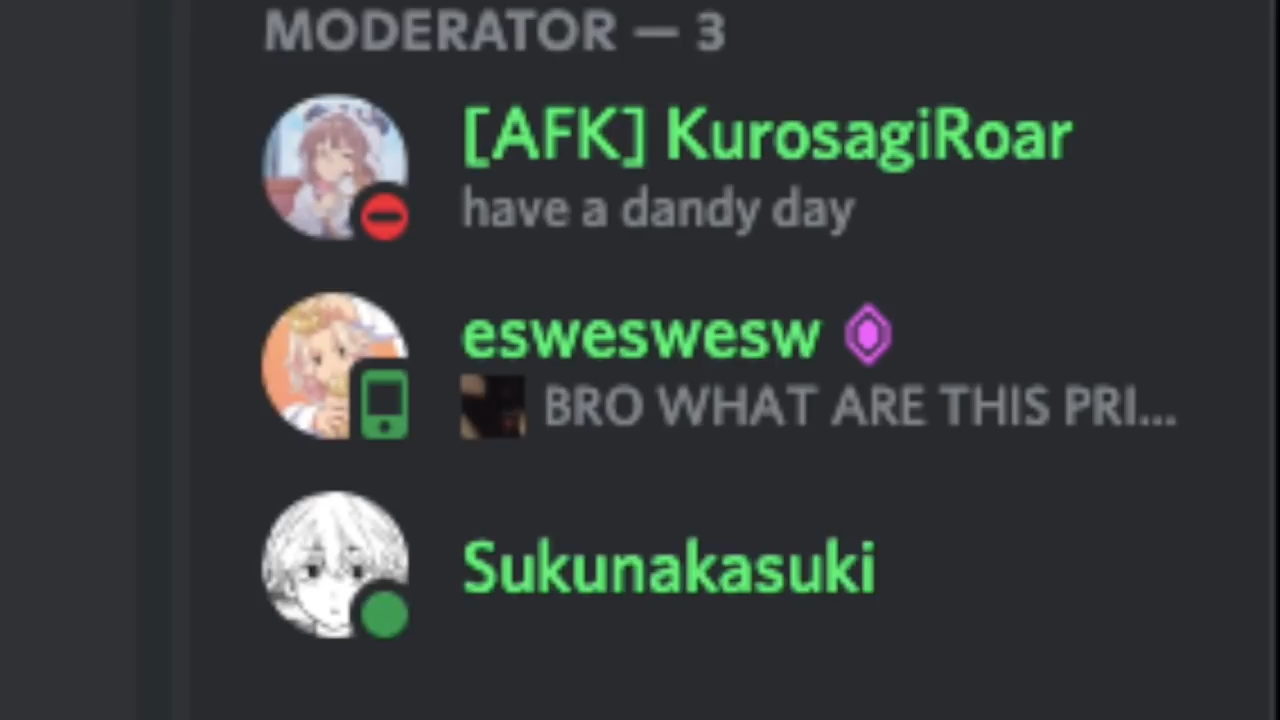 MODERATOR — 3
[AFK] KurosagiRoar
have a dandy day
esweswesw
BRO WHAT ARE THIS PRI...
Sukunakasuki